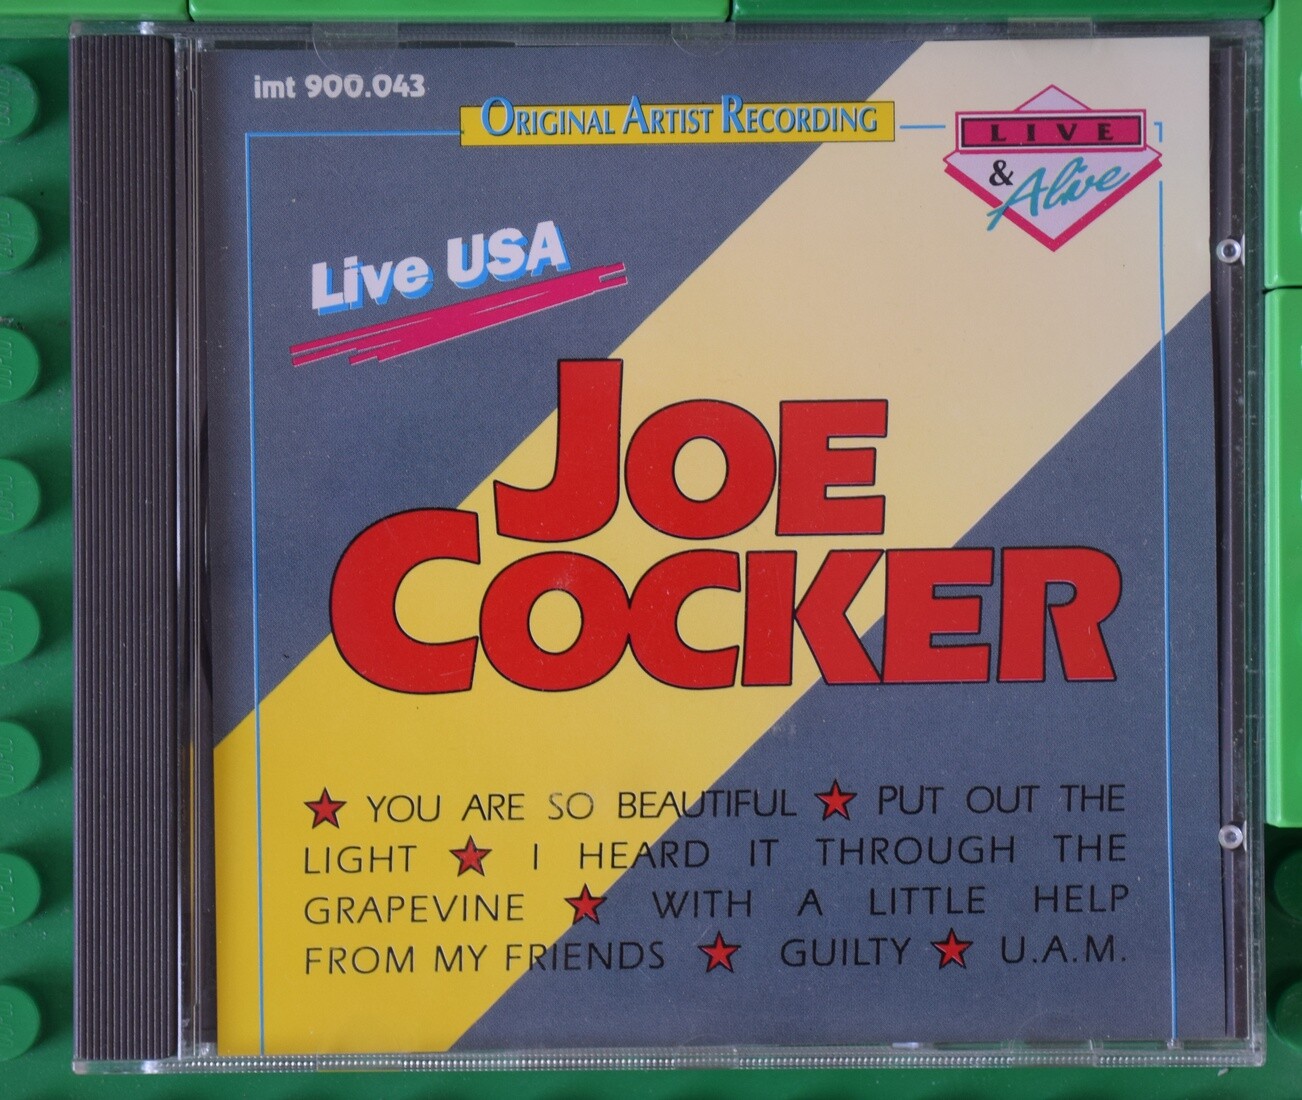 imt 900.043
ORIGINAL ARTIST RECORDING
LIVE
& Alive
Live USA
JOE
COCKER
YOU ARE SO BEAUTIFUL ★ PUT OUT THE
LIGHT ★ I HEARD IT THROUGH THE
GRAPEVINE ★ WITH A LITTLE HELP
FROM MY FRIENDS ★ GUILTY ★ U.A.M.